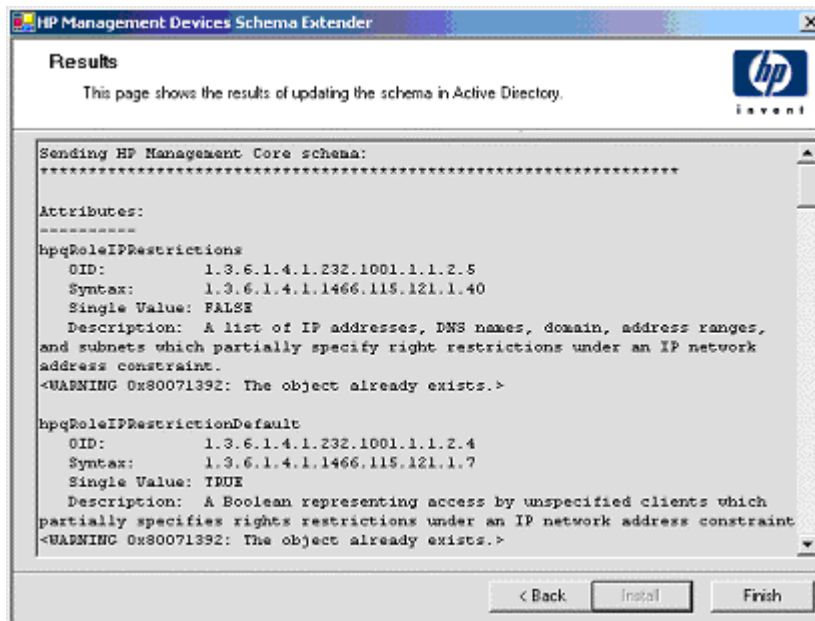 HP Management Devices Schema Extender
Results
This page shows the results of updating the schema in Active Directory.
hp
invent
Sending HP Management Core schema:
******************************************************************
Attributes:
----------
hpqRoleIPRestrictions
OID: 1.3.6.1.4.1.232.1001.1.1.2.5
Syntax: 1.3.6.1.4.1.1466.115.121.1.40
Single Value: FALSE
Description: A list of IP addresses, DNS names, domain, address ranges,
and subnets which partially specify right restrictions under an IP network
address constraint.
<WARNING 0x80071392: The object already exists.>
hpqRoleIPRestrictionDefault
OID: 1.3.6.1.4.1.232.1001.1.1.2.4
Syntax: 1.3.6.1.4.1.1466.115.121.1.7
Single Value: TRUE
Description: A Boolean representing access by unspecified clients which
partially specifies rights restrictions under an IP network address constraint
<WARNING 0x80071392: The object already exists.>
< Back
Install
Finish